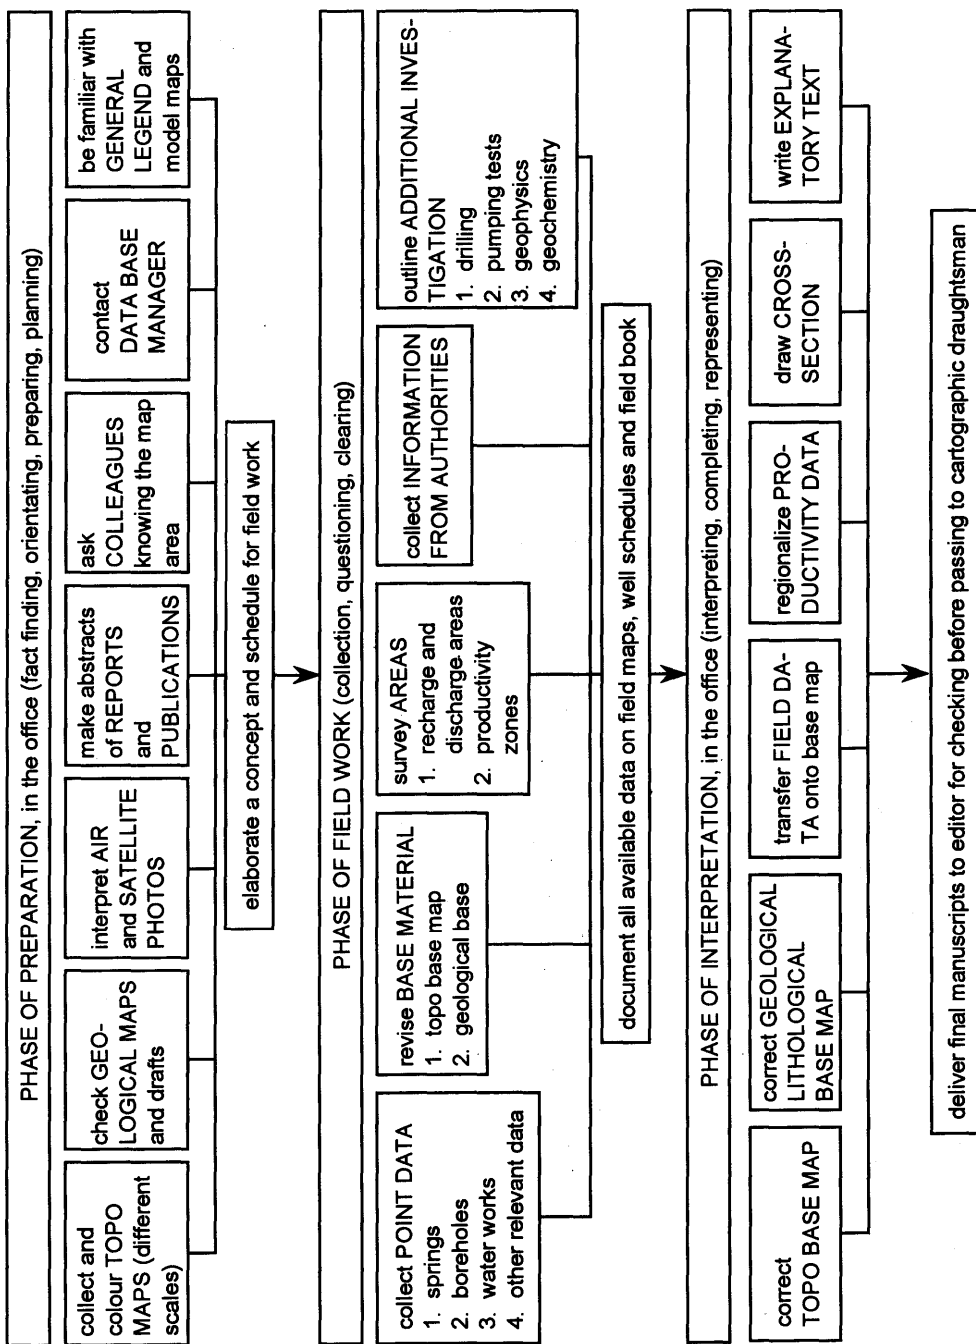 PHASE OF PREPARATION, in the office (fact finding, orientating, preparing, planning)
collect and
colour TOPO
MAPS (different
scales)
check GEO-
LOGICAL MAPS
and drafts
interpret AIR
and SATELLITE
PHOTOS
make abstracts
of REPORTS
and
PUBLICATIONS
ask
COLLEAGUES
knowing the map
area
contact
DATA BASE
MANAGER
be familiar with
GENERAL
LEGEND and
model maps
elaborate a concept and schedule for field work
PHASE OF FIELD WORK (collection, questioning, clearing)
collect POINT DATA
1. springs
2. boreholes
3. water works
4. other relevant data
revise BASE MATERIAL
1. topo base map
2. geological base
survey AREAS
1. recharge and
discharge areas
2. productivity
zones
collect INFORMATION
FROM AUTHORITIES
outline ADDITIONAL INVES-
TIGATION
1. drilling
2. pumping tests
3. geophysics
4. geochemistry
document all available data on field maps, well schedules and field book
PHASE OF INTERPRETATION, in the office (interpreting, completing, representing)
correct
TOPO BASE MAP
correct GEOLOGICAL
LITHOLOGICAL
BASE MAP
transfer FIELD DA-
TA onto base map
regionalize PRO-
DUCTIVITY DATA
draw CROSS-
SECTION
write EXPLANA-
TORY TEXT
deliver final manuscripts to editor for checking before passing to cartographic draughtsman